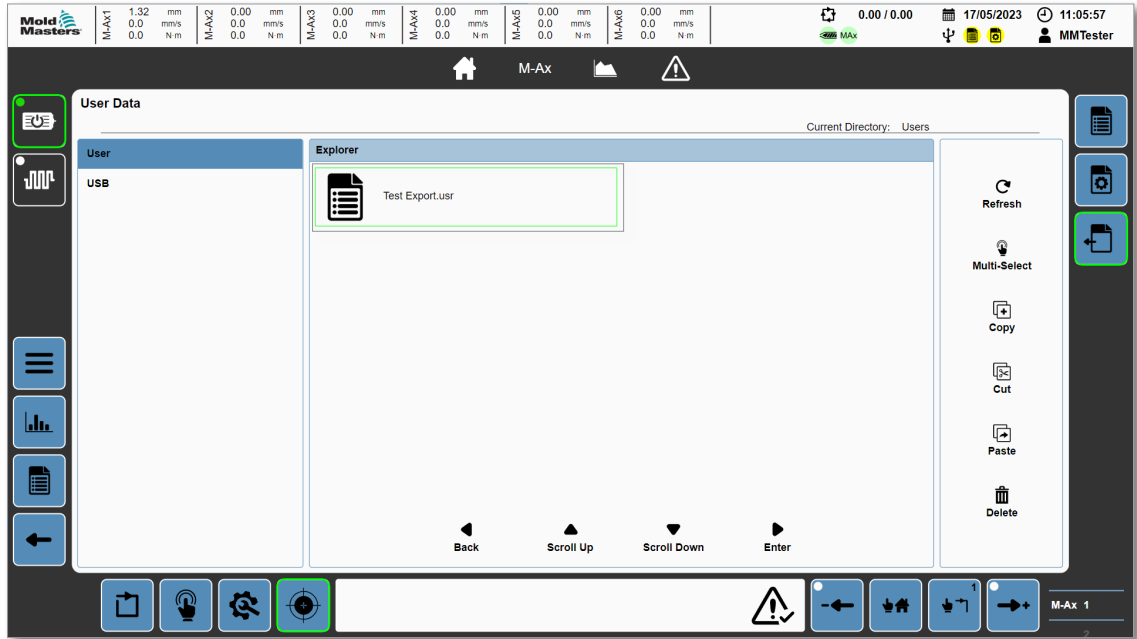 Mold
Masters
M-Ax1 1.32 mm 0.0 mm/s 0.0 N·m
M-Ax2 0.00 mm 0.0 mm/s 0.0 N·m
M-Ax3 0.00 mm 0.0 mm/s 0.0 N·m
M-Ax4 0.00 mm 0.0 mm/s 0.0 N·m
M-Ax5 0.00 mm 0.0 mm/s 0.0 N·m
M-Ax6 0.00 mm 0.0 mm/s 0.0 N·m
0.00 / 0.00
MAx
17/05/2023
11:05:57
MMTester
M-Ax
User Data
Current Directory: Users
User
USB
Explorer
Test Export.usr
Refresh
Multi-Select
Copy
Cut
Paste
Delete
Back
Scroll Up
Scroll Down
Enter
1
M-Ax 1
2